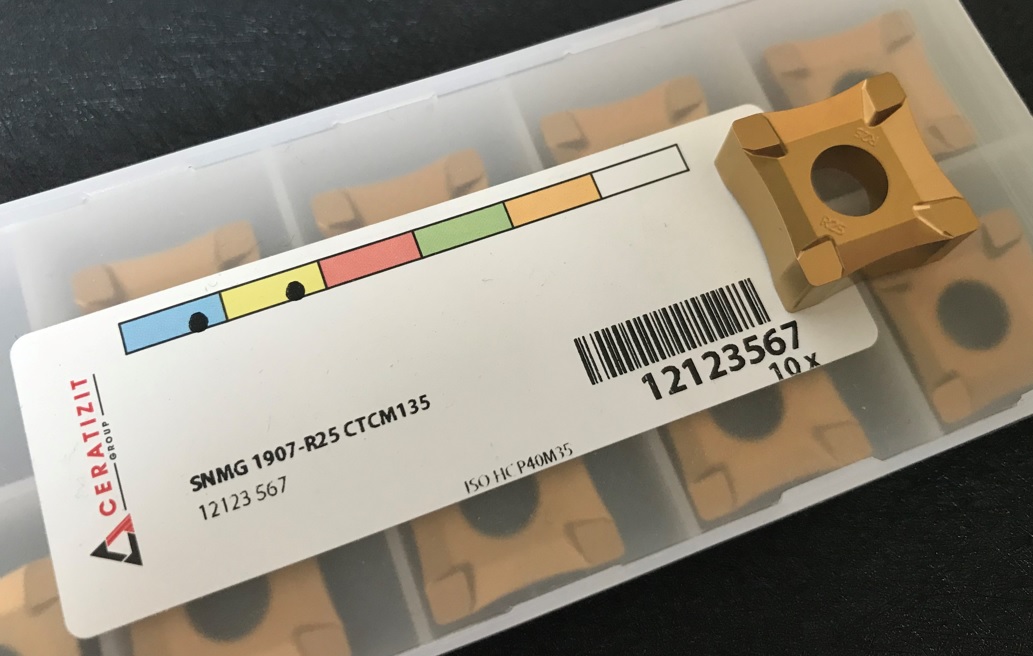 CERATIZIT
GROUP
SNMG 1907-R25 CTCM135
12123 567
ISO HC P40M35
12123567
10 x
R25